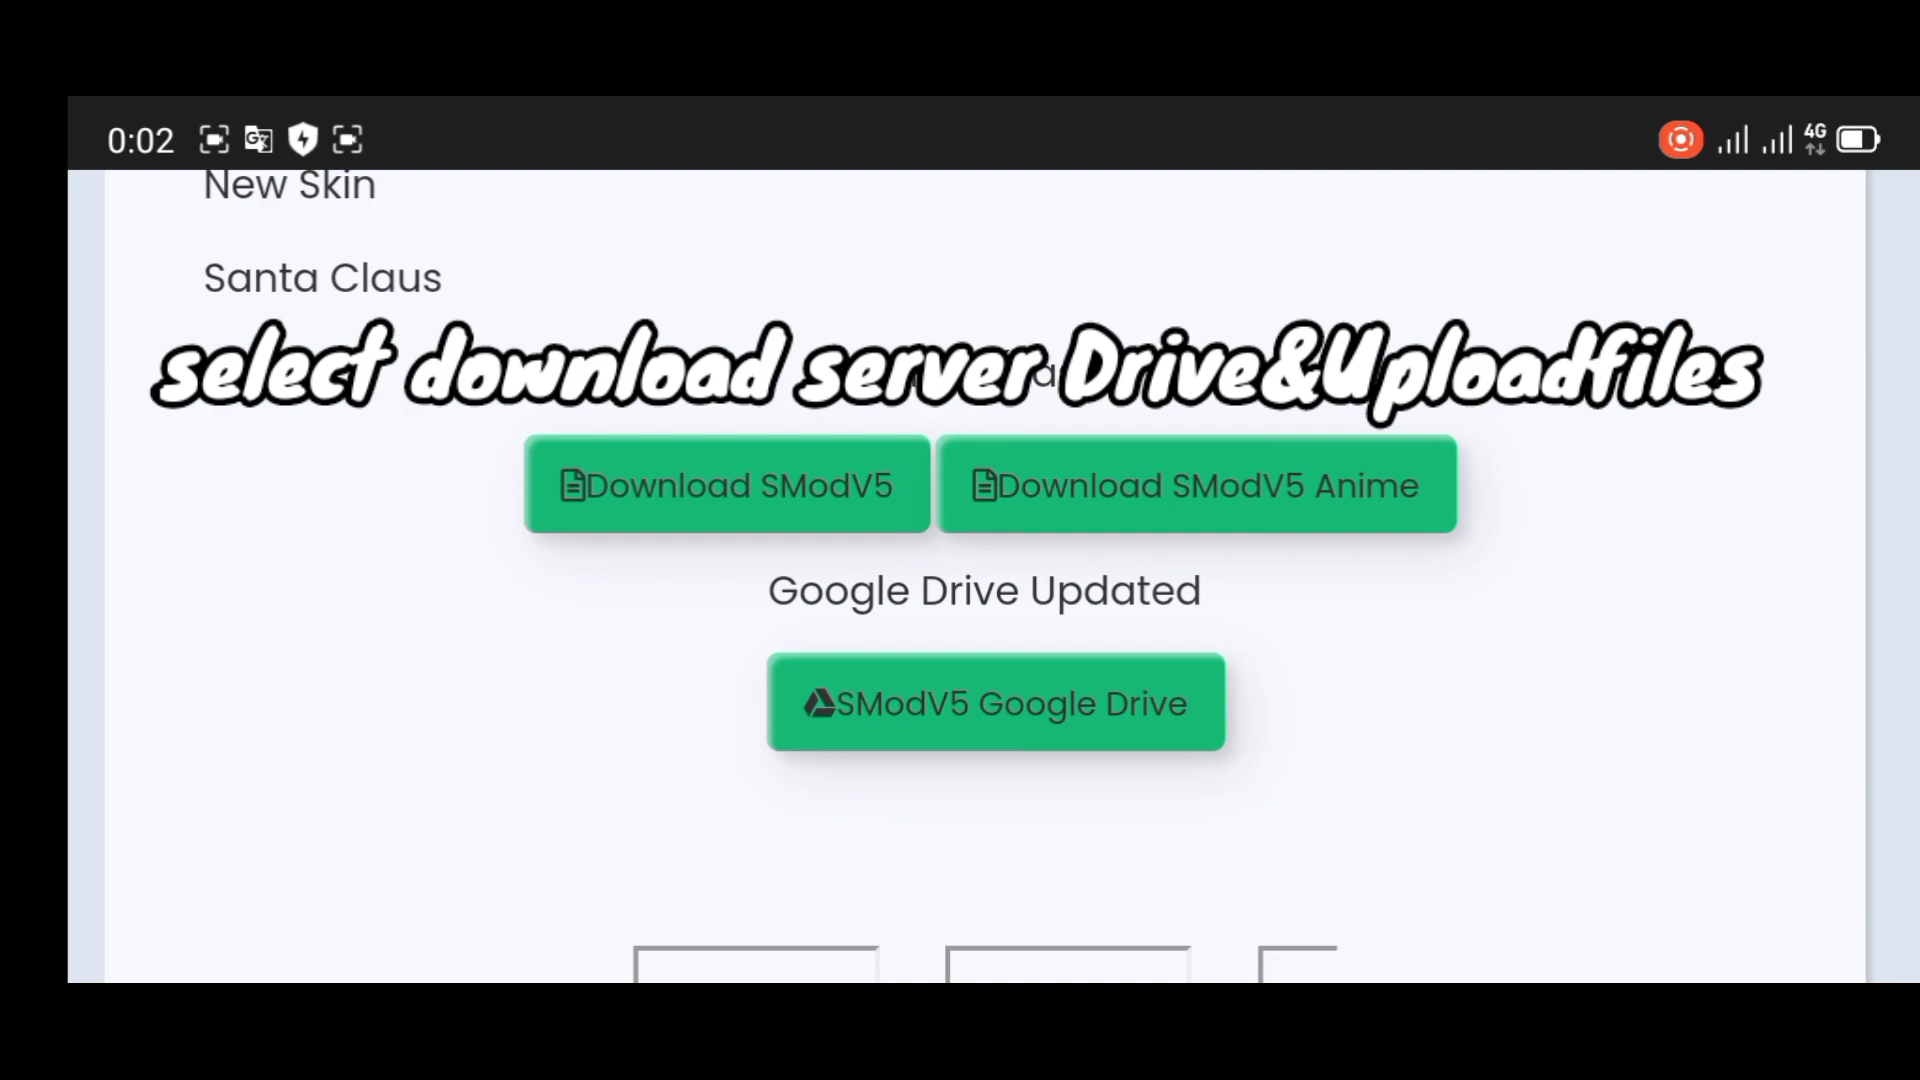 0:02
4G
New Skin
Santa Claus
select download server Drive&Uploadfiles
Download SModV5
Download SModV5 Anime
Google Drive Updated
SModV5 Google Drive